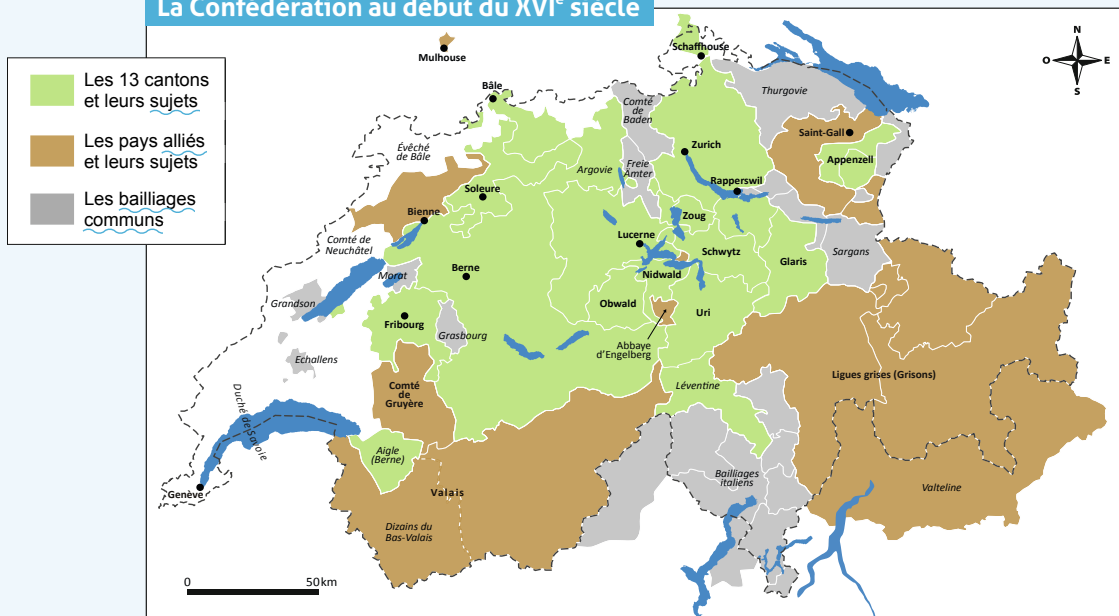 La Confédération au début du XVIe siècle
Les 13 cantons
et leurs sujets
Les pays alliés
et leurs sujets
Les bailliages
communs
N
O
E
S
Mulhouse
Schaffhouse
Bâle
Comté
de
Baden
Thurgovie
Saint-Gall
Évêché
de Bâle
Zurich
Appenzell
Argovie
Freie
Ämter
Rapperswil
Soleure
Bienne
Zoug
Lucerne
Comté de
Neuchâtel
Schwytz
Glaris
Sargans
Morat
Berne
Nidwald
Grandson
Obwald
Uri
Fribourg
Grasbourg
Abbaye
d'Engelberg
Echallens
Ligues grises (Grisons)
Comté
de
Gruyère
Léventine
Duché de Savoie
Aigle
(Berne)
Bailliages
italiens
Valteline
Genève
Valais
Dizains du
Bas-Valais
0
50 km